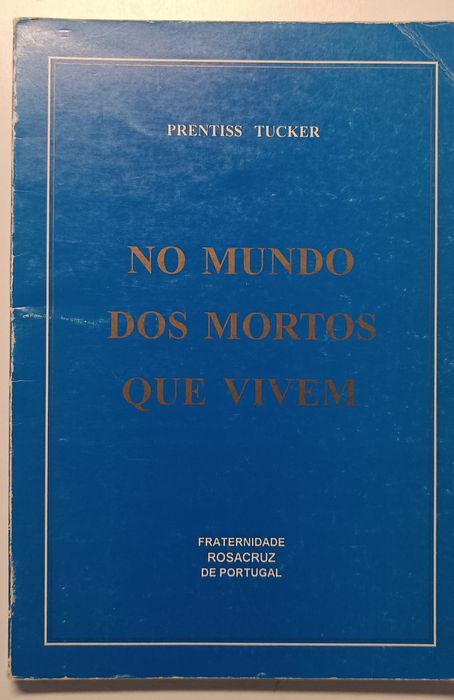 PRENTISS TUCKER
NO MUNDO
DOS MORTOS
QUE VIVEM
FRATERNIDADE
ROSACRUZ
DE PORTUGAL